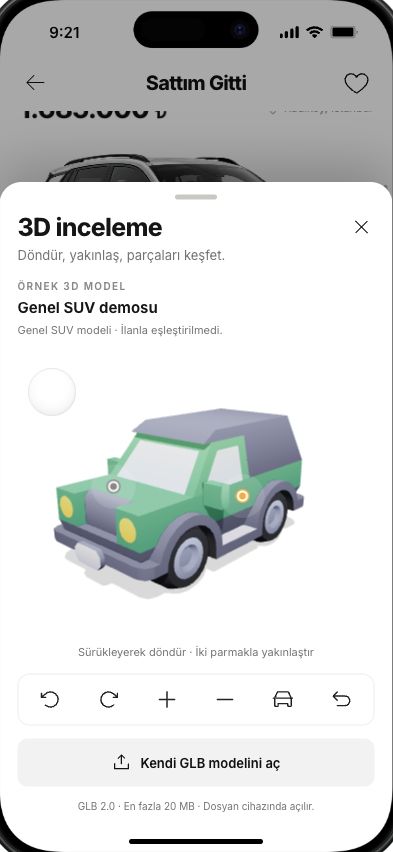 9:21
Sattım Gitti
3D inceleme
Döndür, yakınlaş, parçaları keşfet.
ÖRNEK 3D MODEL
Genel SUV demosu
Genel SUV modeli · İlanla eşleştirilmedi.
Sürükleyerek döndür · İki parmakla yakınlaştır
Kendi GLB modelini aç
GLB 2.0 · En fazla 20 MB · Dosyan cihazında açılır.